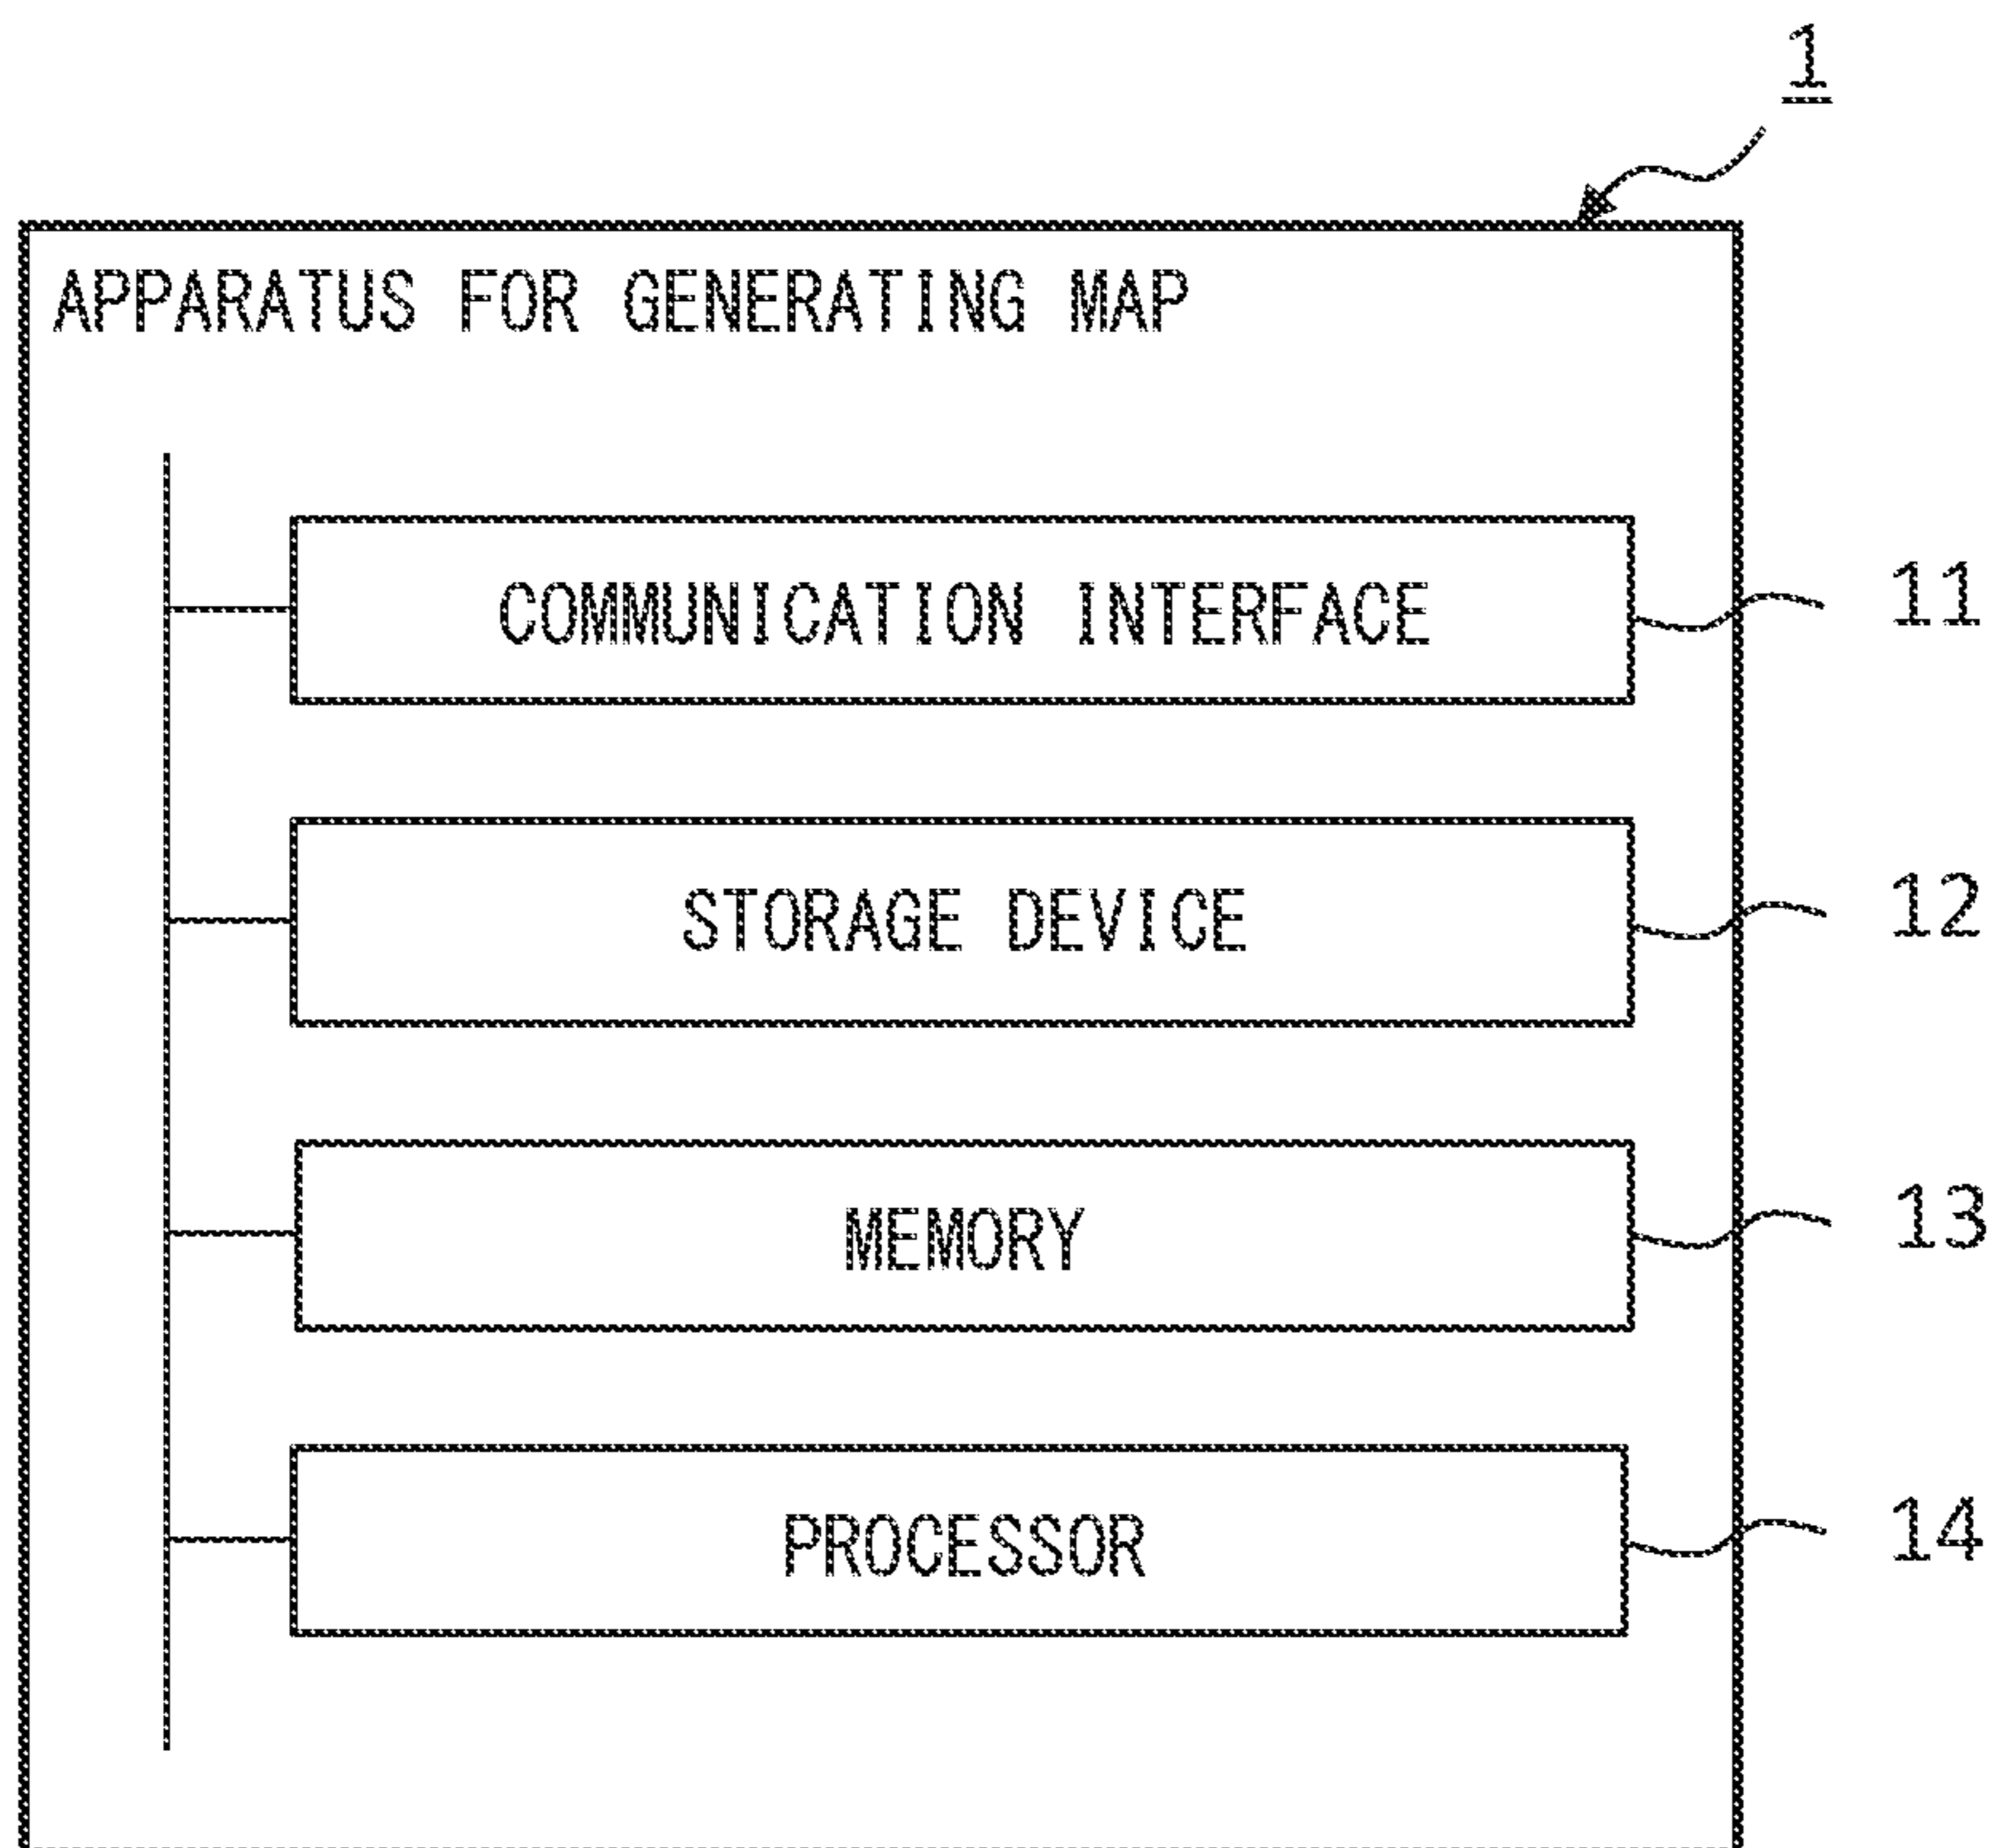 1
APPARATUS FOR GENERATING MAP
COMMUNICATION INTERFACE
11
STORAGE DEVICE
12
MEMORY
13
PROCESSOR
14